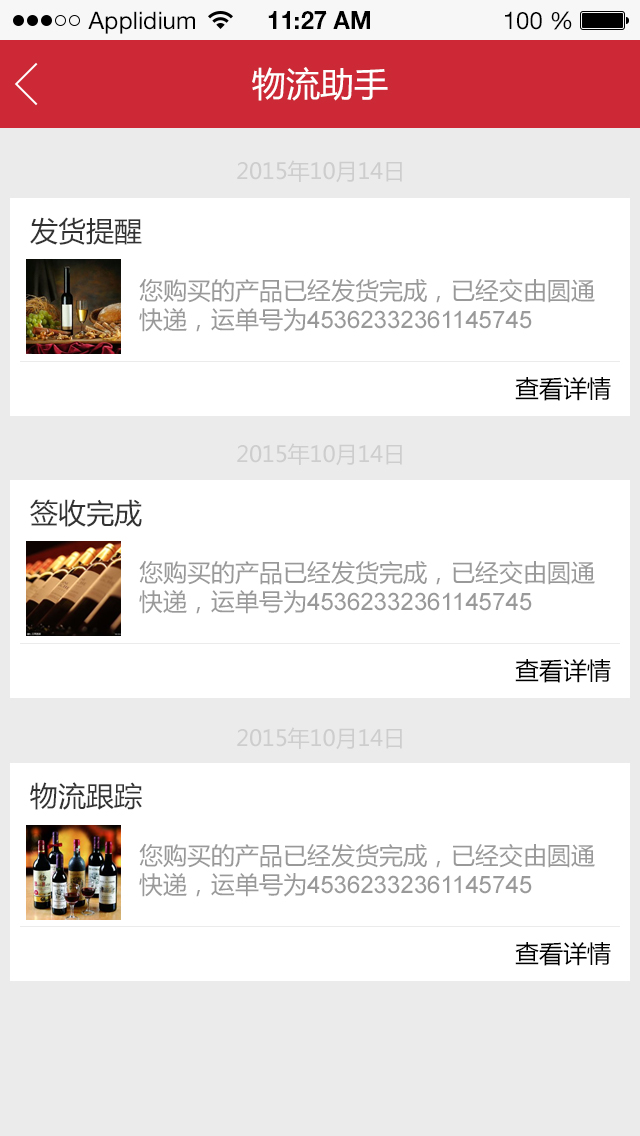 Applidium 11:27 AM 100 %
物流助手
2015年10月14日
发货提醒
您购买的产品已经发货完成，已经交由圆通
快递，运单号为45362332361145745
查看详情
2015年10月14日
签收完成
您购买的产品已经发货完成，已经交由圆通
快递，运单号为45362332361145745
查看详情
2015年10月14日
物流跟踪
您购买的产品已经发货完成，已经交由圆通
快递，运单号为45362332361145745
查看详情